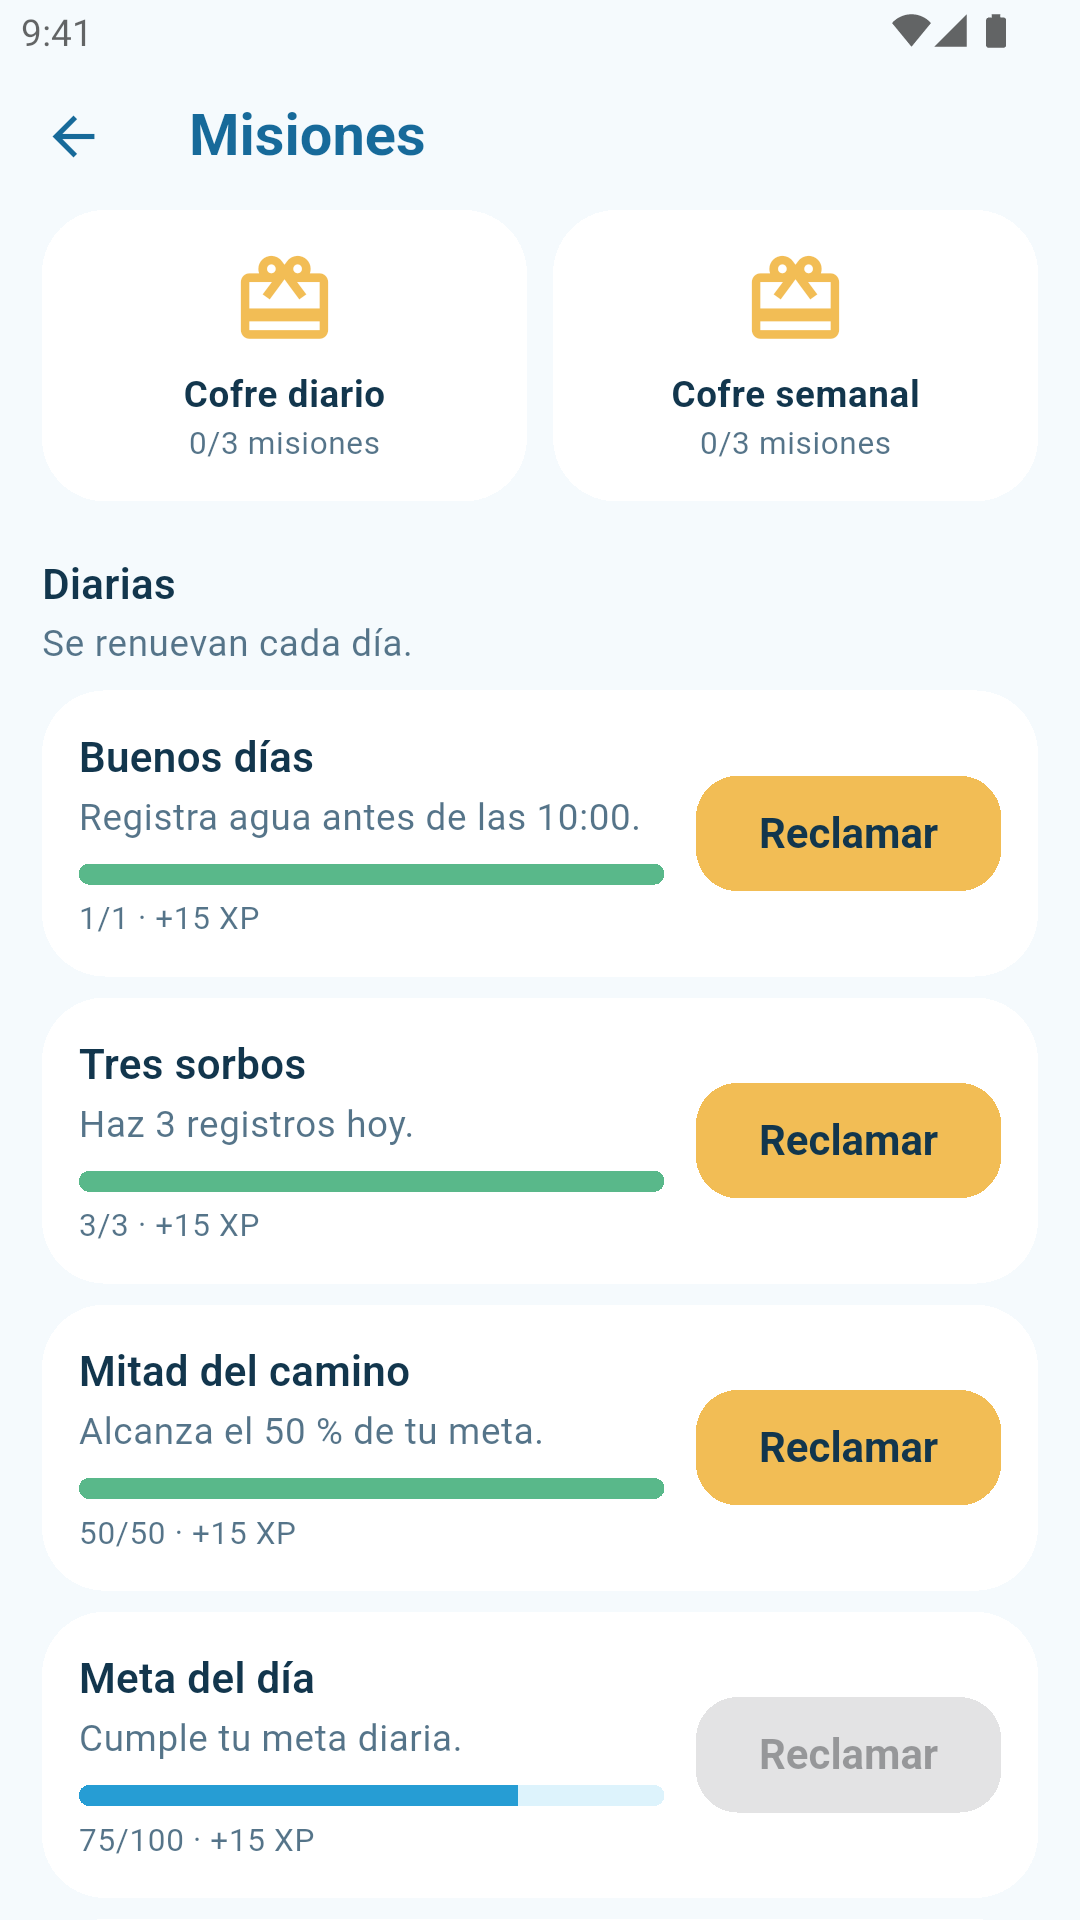 9:41
Misiones
Cofre diario
0/3 misiones
Cofre semanal
0/3 misiones
Diarias
Se renuevan cada día.
Buenos días
Registra agua antes de las 10:00.
1/1 · +15 XP
Reclamar
Tres sorbos
Haz 3 registros hoy.
3/3 · +15 XP
Reclamar
Mitad del camino
Alcanza el 50 % de tu meta.
50/50 · +15 XP
Reclamar
Meta del día
Cumple tu meta diaria.
75/100 · +15 XP
Reclamar